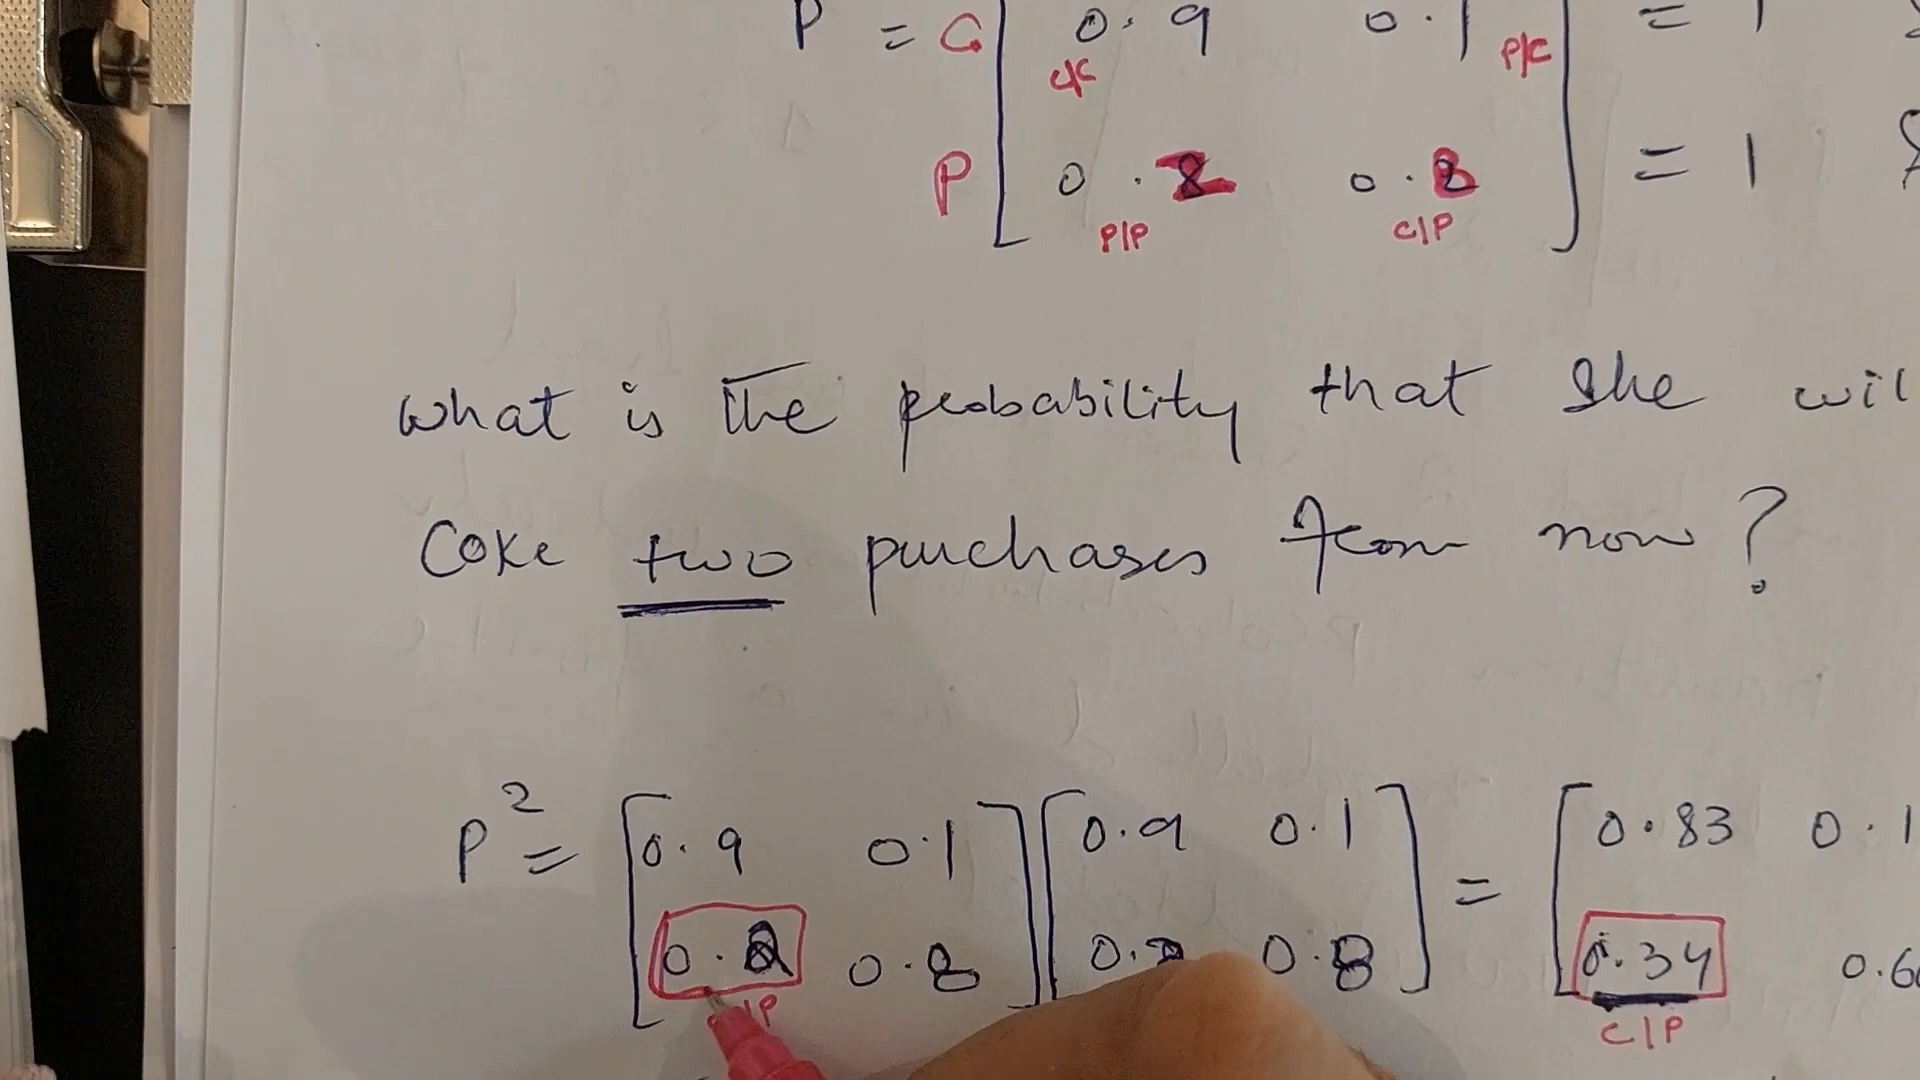 P = C [ 0.9 0.1 ] = 1
C/C P/C
P [ 0.2 0.8 ] = 1
P/P C/P
what is the probability that she wil
Coke two purchases from now?
P² = [ 0.9 0.1 ] [ 0.9 0.1 ] = [ 0.83 0.1
0.2 0.8 0.2 0.8 0.34 0.6
C/P